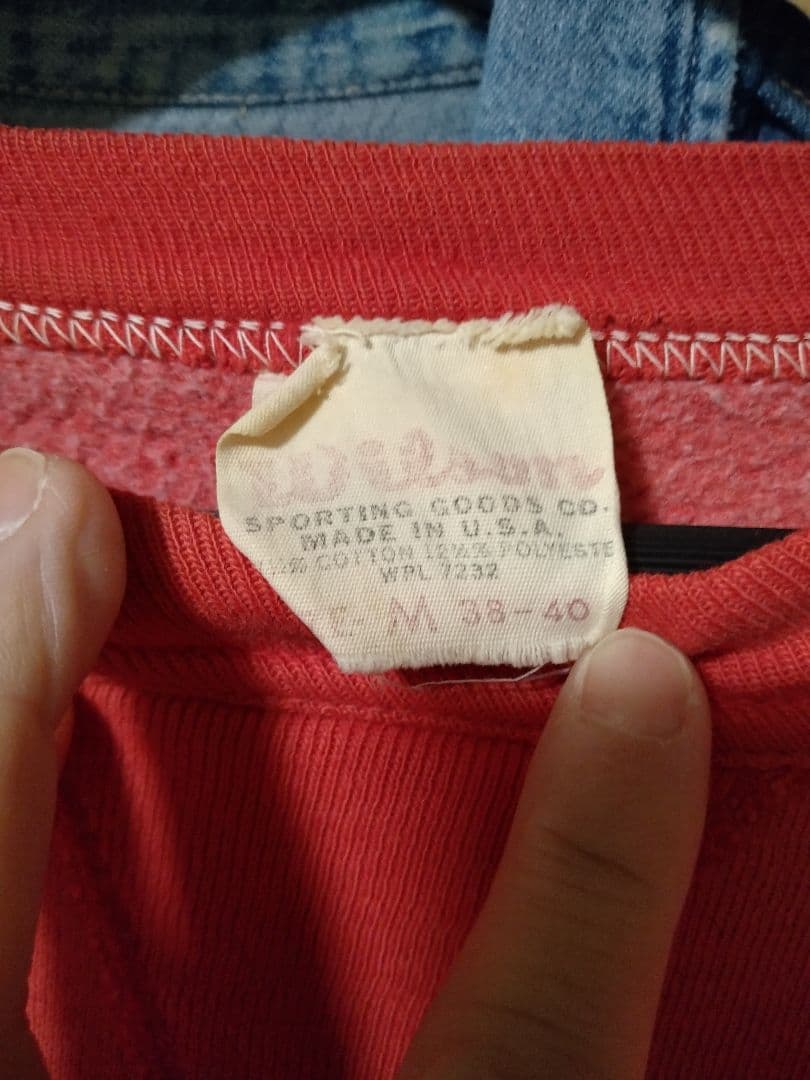 Wilson
SPORTING GOODS CO.
MADE IN U.S.A.
COTTON 12½% POLYESTE
WPL 7232
E- M 38-40